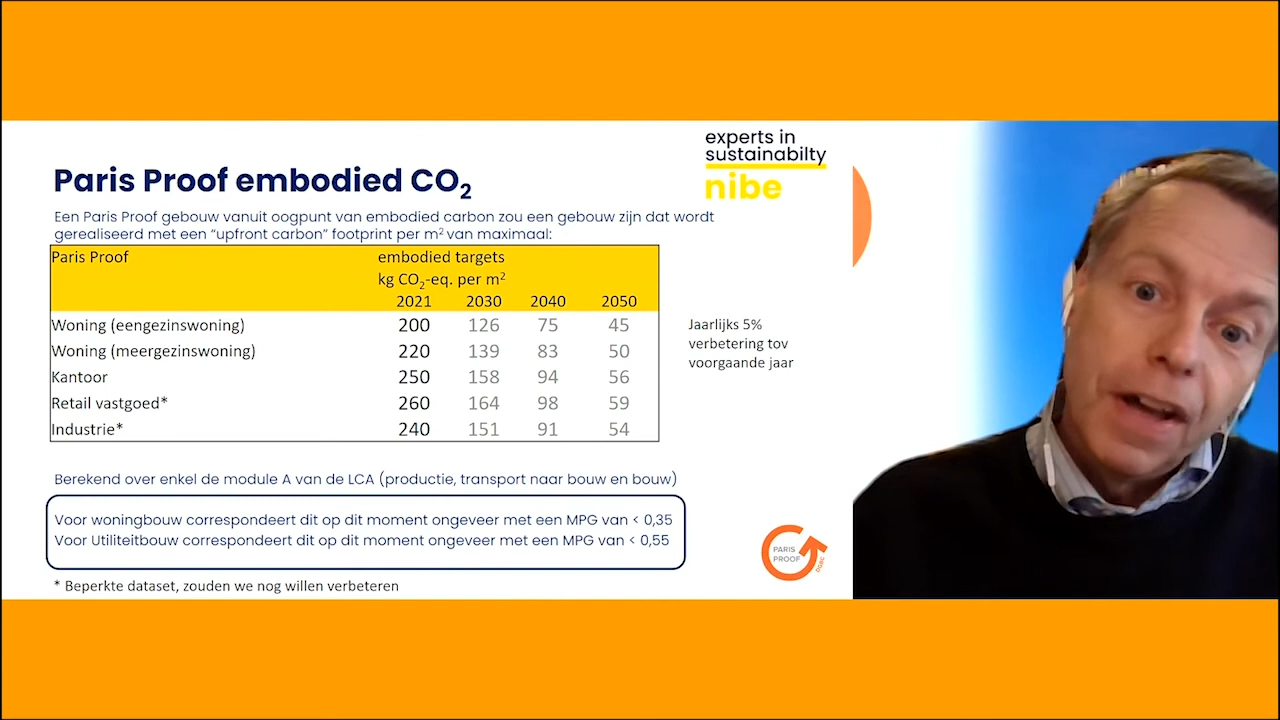 experts in
sustainabilty
nibe
Paris Proof embodied CO₂
Een Paris Proof gebouw vanuit oogpunt van embodied carbon zou een gebouw zijn dat wordt
gerealiseerd met een “upfront carbon” footprint per m² van maximaal:
Paris Proof embodied targets
kg CO₂-eq. per m²
2021 2030 2040 2050
Woning (eengezinswoning) 200 126 75 45
Woning (meergezinswoning) 220 139 83 50
Kantoor 250 158 94 56
Retail vastgoed* 260 164 98 59
Industrie* 240 151 91 54
Jaarlijks 5%
verbetering tov
voorgaande jaar
Berekend over enkel de module A van de LCA (productie, transport naar bouw en bouw)
Voor woningbouw correspondeert dit op dit moment ongeveer met een MPG van < 0,35
Voor Utiliteitbouw correspondeert dit op dit moment ongeveer met een MPG van < 0,55
* Beperkte dataset, zouden we nog willen verbeteren
PARIS
PROOF
DGBC